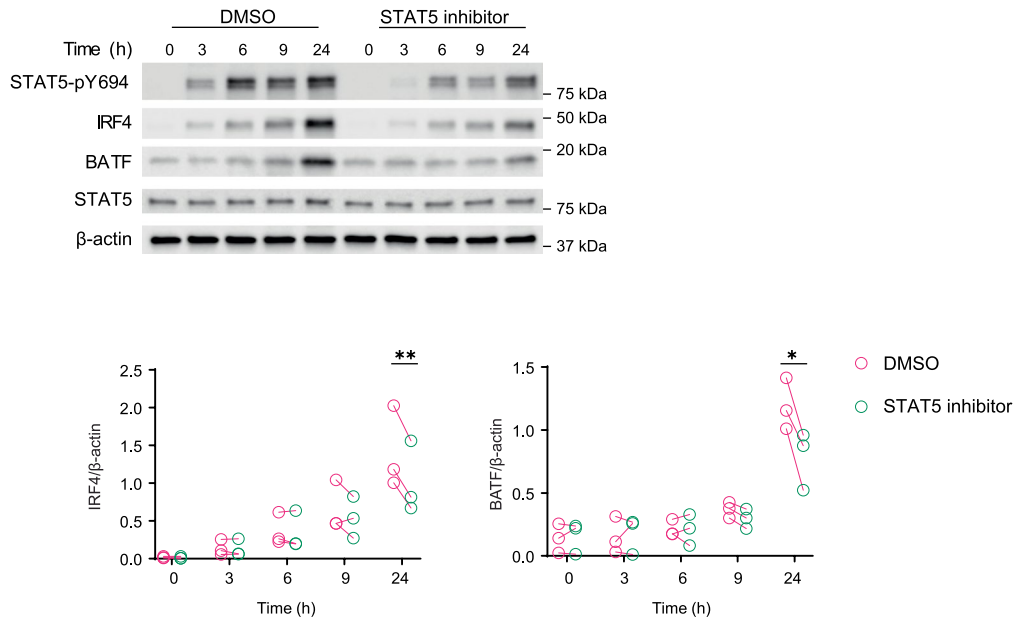 DMSO STAT5 inhibitor
Time (h) 0 3 6 9 24 0 3 6 9 24
STAT5-pY694
– 75 kDa
IRF4
– 50 kDa
– 20 kDa
BATF
STAT5
– 75 kDa
β-actin
– 37 kDa
**
2.5
2.0
1.5
1.0
0.5
0.0
IRF4/β-actin
0 3 6 9 24
Time (h)
*
1.5
1.0
0.5
0.0
BATF/β-actin
0 3 6 9 24
Time (h)
DMSO
STAT5 inhibitor